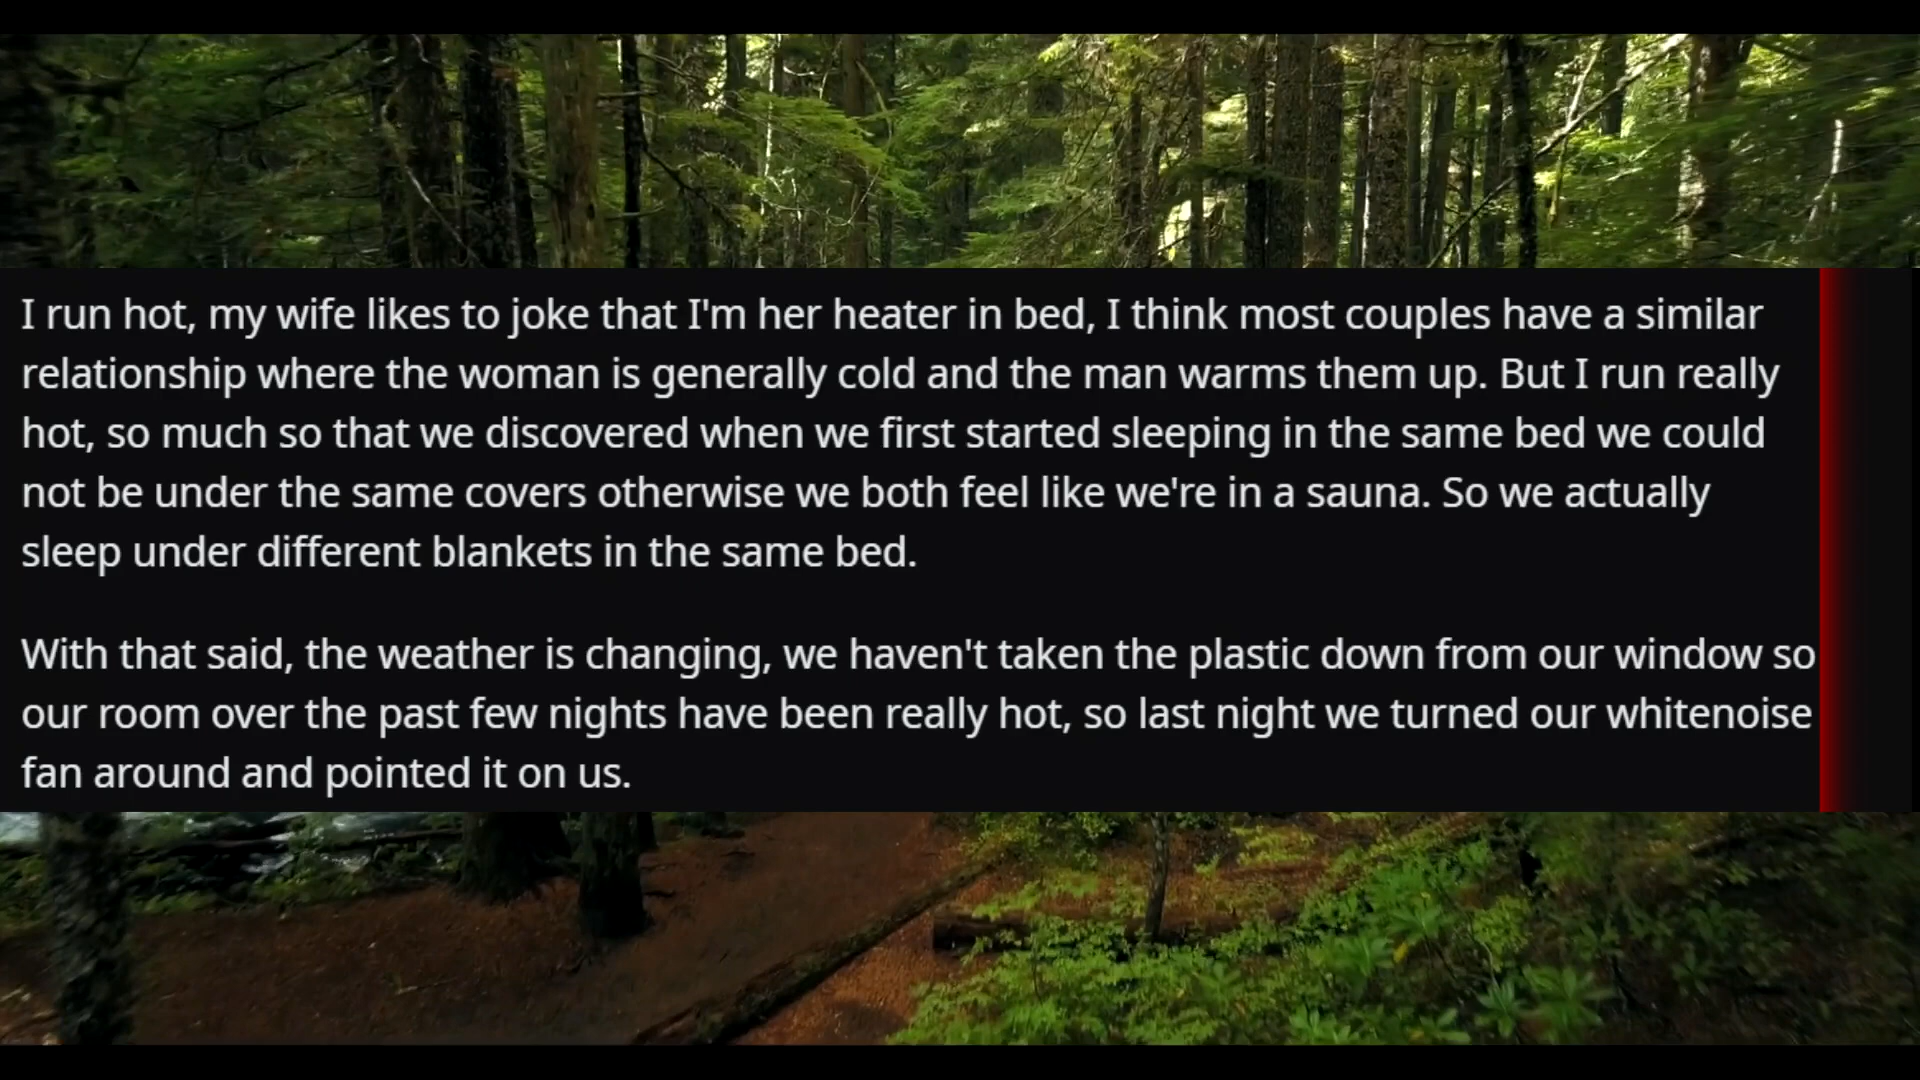 I run hot, my wife likes to joke that I'm her heater in bed, I think most couples have a similar
relationship where the woman is generally cold and the man warms them up. But I run really
hot, so much so that we discovered when we first started sleeping in the same bed we could
not be under the same covers otherwise we both feel like we're in a sauna. So we actually
sleep under different blankets in the same bed.
With that said, the weather is changing, we haven't taken the plastic down from our window so
our room over the past few nights have been really hot, so last night we turned our whitenoise
fan around and pointed it on us.